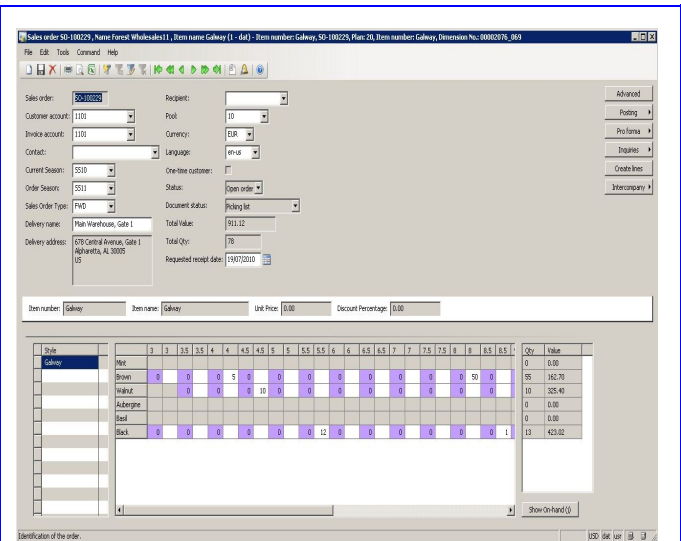 Sales order SO-100229 , Name Forest Wholesales11 , Item name Galway (1 - dat) - Item number: Galway, SO-100229, Plan: 20, Item number: Galway, Dimension No.: 00002076_069
File Edit Tools Command Help
Sales order: SO-100229 Recipient: Advanced
Customer account: 1101 Pool: 10 Posting
Invoice account: 1101 Currency: EUR Pro forma
Contact: Language: en-us Inquiries
Current Season: SS10 One-time customer: Create lines
Order Season: SS11 Status: Open order Intercompany
Sales Order Type: FWD Document status: Picking list
Delivery name: Main Warehouse, Gate 1 Total Value: 911.12
Delivery address: 678 Central Avenue, Gate 1 Total Qty: 78
Alpharetta, AL 30005
US Requested receipt date: 19/07/2010
Item number: Galway Item name: Galway Unit Price: 0.00 Discount Percentage: 0.00
Style 3 3 3.5 3.5 4 4 4.5 4.5 5 5 5.5 5.5 6 6 6.5 6.5 7 7 7.5 7.5 8 8 8.5 8.5 Qty Value
Galway Mint 0 0.00
Brown 0 0 0 5 0 0 0 0 0 0 0 0 50 0 55 162.70
Walnut 0 0 0 10 0 0 0 0 0 0 0 0 10 325.40
Aubergine 0 0.00
Basil 0 0.00
Black 0 0 0 0 0 0 12 0 0 0 0 0 0 1 13 423.02
Show On-hand (1)
Identification of the order. USD dat usr